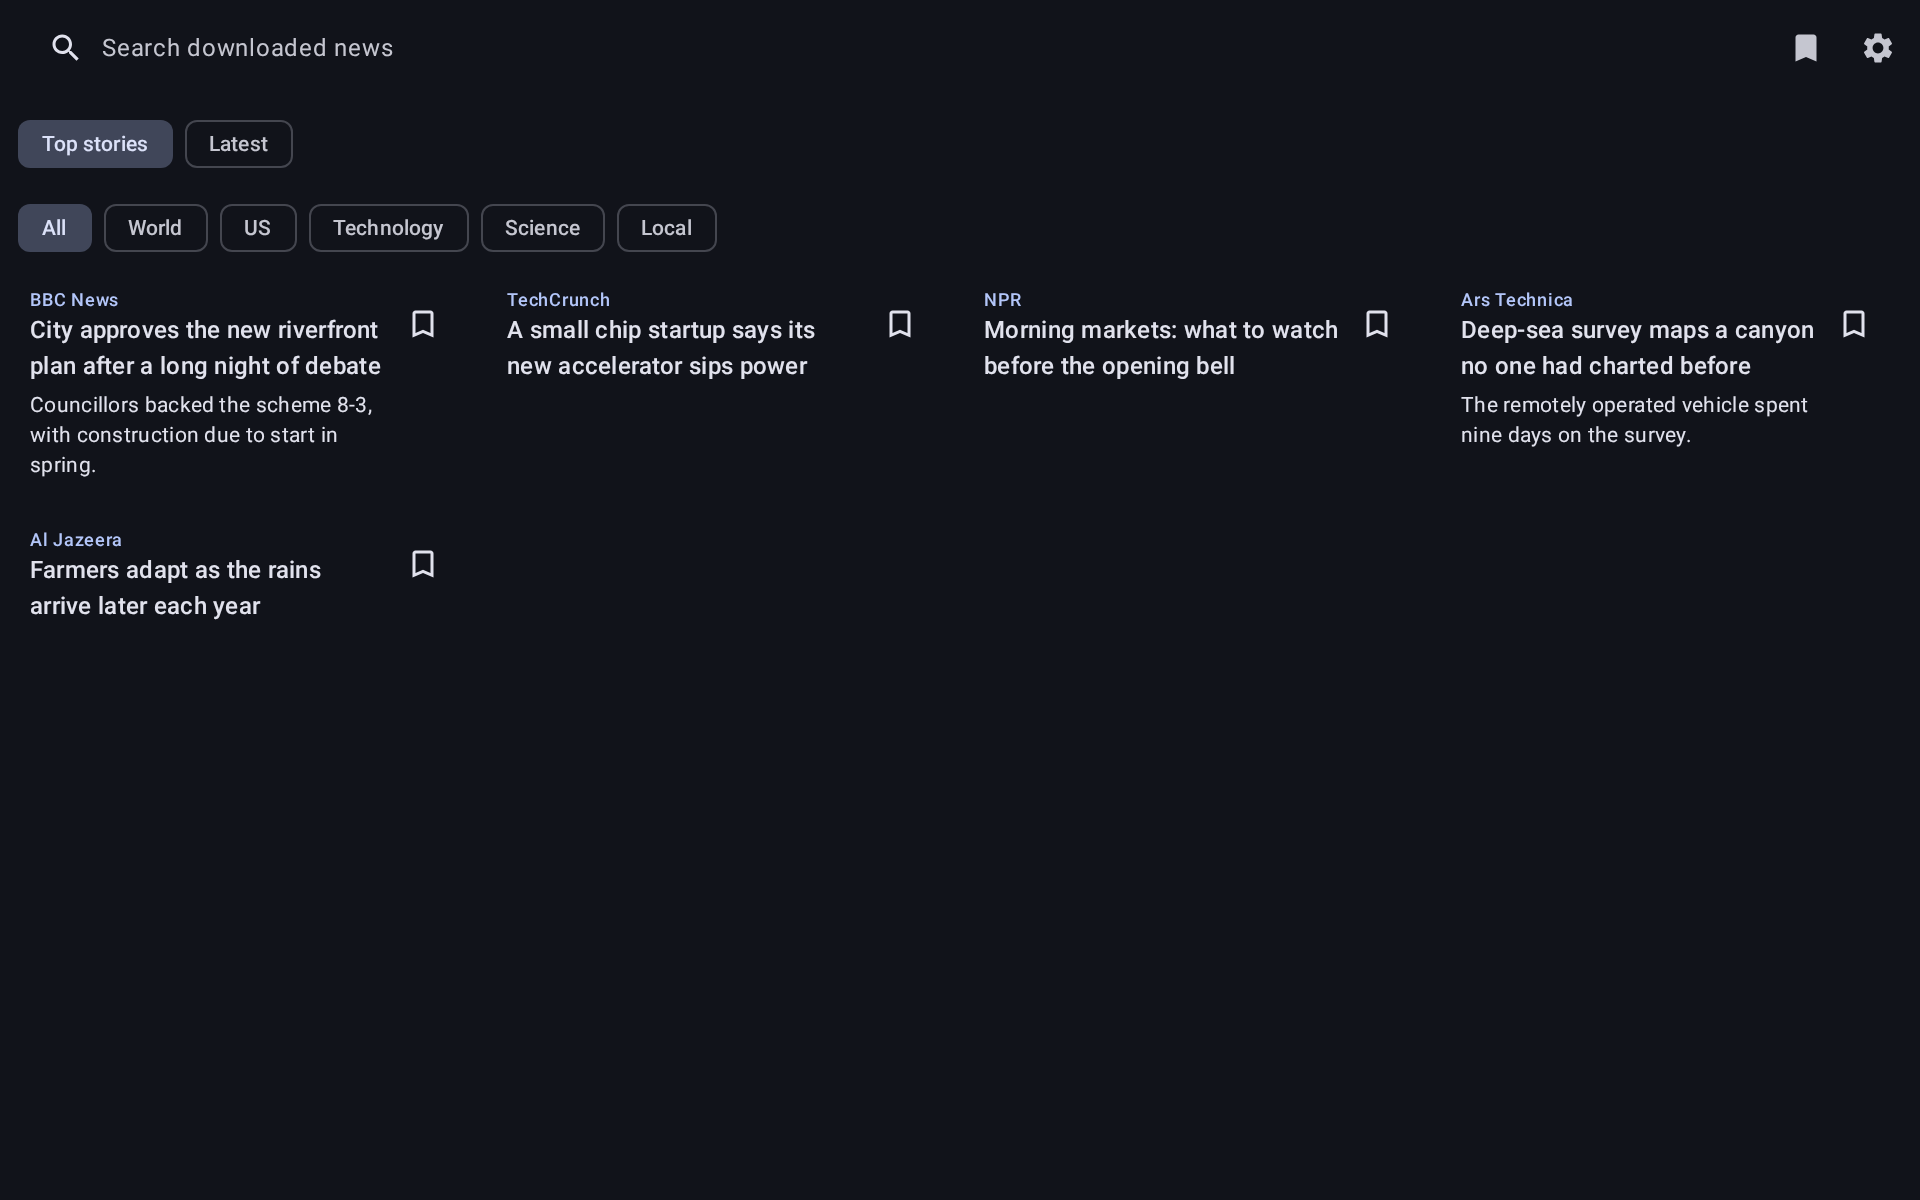 Search downloaded news
Top stories
Latest
All
World
US
Technology
Science
Local
BBC News
City approves the new riverfront
plan after a long night of debate
Councillors backed the scheme 8-3,
with construction due to start in
spring.
TechCrunch
A small chip startup says its
new accelerator sips power
NPR
Morning markets: what to watch
before the opening bell
Ars Technica
Deep-sea survey maps a canyon
no one had charted before
The remotely operated vehicle spent
nine days on the survey.
Al Jazeera
Farmers adapt as the rains
arrive later each year